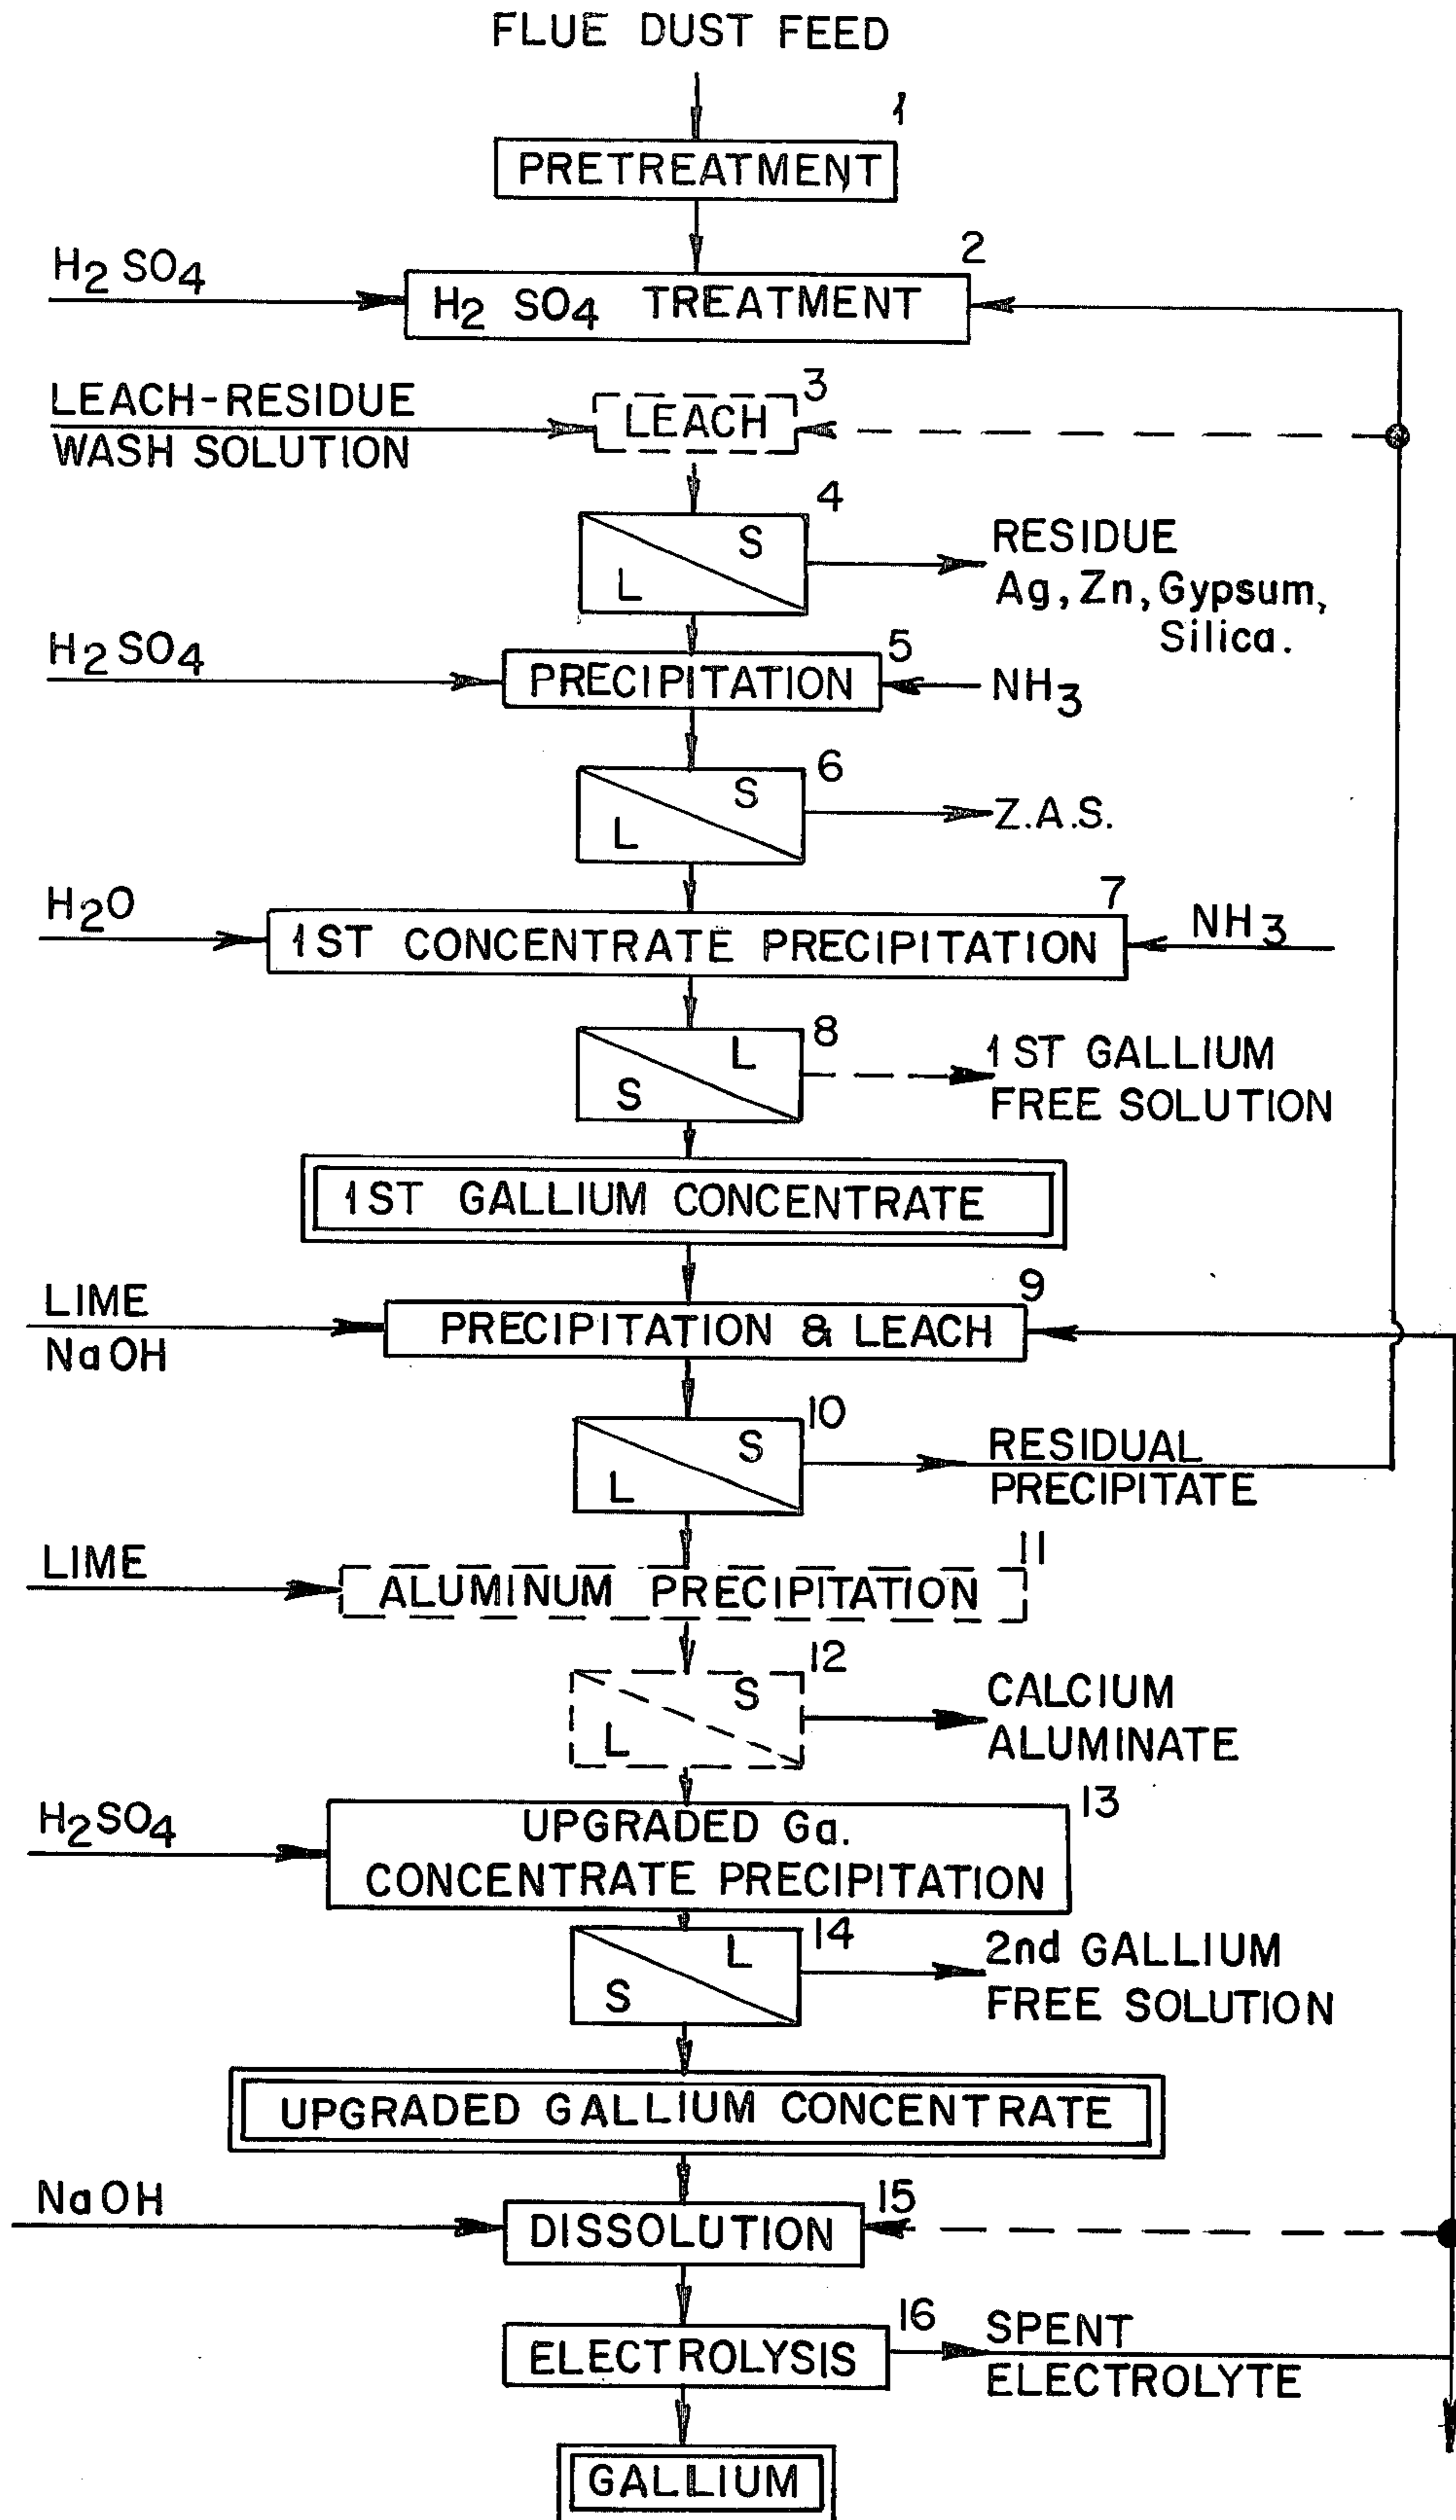 FLUE DUST FEED
1
PRETREATMENT
H2 SO4
2
H2 SO4 TREATMENT
LEACH-RESIDUE
WASH SOLUTION
3
LEACH
4
S
L
RESIDUE
Ag, Zn, Gypsum,
Silica.
H2SO4
5
PRECIPITATION
NH3
6
S
L
Z.A.S.
H2O
7
1ST CONCENTRATE PRECIPITATION
NH3
8
L
S
1ST GALLIUM
FREE SOLUTION
1ST GALLIUM CONCENTRATE
LIME
NaOH
9
PRECIPITATION & LEACH
10
S
L
RESIDUAL
PRECIPITATE
LIME
11
ALUMINUM PRECIPITATION
12
S
L
CALCIUM
ALUMINATE
H2SO4
13
UPGRADED Ga.
CONCENTRATE PRECIPITATION
14
L
S
2nd GALLIUM
FREE SOLUTION
UPGRADED GALLIUM CONCENTRATE
NaOH
15
DISSOLUTION
16
ELECTROLYSIS
SPENT
ELECTROLYTE
GALLIUM